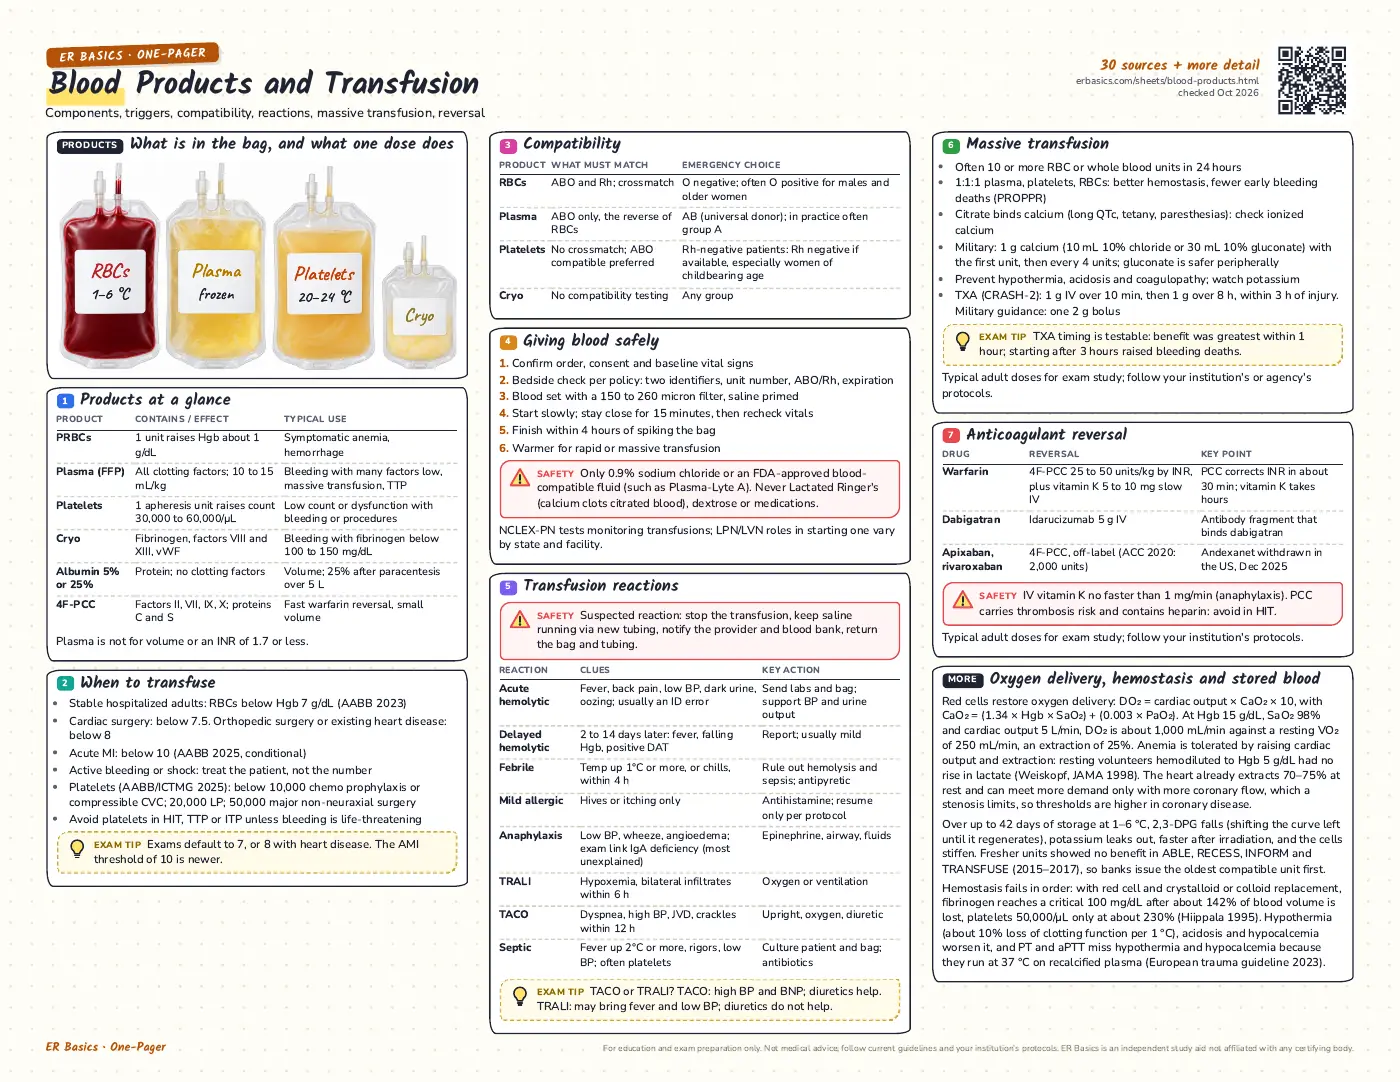 ER BASICS · ONE-PAGER
Blood Products and Transfusion
Components, triggers, compatibility, reactions, massive transfusion, reversal
30 sources + more detail
erbasics.com/sheets/blood-products.html
checked Oct 2026
PRODUCTS What is in the bag, and what one dose does
RBCs
1–6 °C
Plasma
frozen
Platelets
20–24 °C
Cryo
1 Products at a glance
PRODUCT CONTAINS / EFFECT TYPICAL USE
PRBCs 1 unit raises Hgb about 1 Symptomatic anemia,
g/dL hemorrhage
Plasma (FFP) All clotting factors; 10 to 15 Bleeding with many factors low,
mL/kg massive transfusion, TTP
Platelets 1 apheresis unit raises count Low count or dysfunction with
30,000 to 60,000/µL bleeding or procedures
Cryo Fibrinogen, factors VIII and Bleeding with fibrinogen below
XIII, vWF 100 to 150 mg/dL
Albumin 5% Protein; no clotting factors Volume; 25% after paracentesis
or 25% over 5 L
4F-PCC Factors II, VII, IX, X; proteins Fast warfarin reversal, small
C and S volume
Plasma is not for volume or an INR of 1.7 or less.
2 When to transfuse
• Stable hospitalized adults: RBCs below Hgb 7 g/dL (AABB 2023)
• Cardiac surgery: below 7.5. Orthopedic surgery or existing heart disease:
below 8
• Acute MI: below 10 (AABB 2025, conditional)
• Active bleeding or shock: treat the patient, not the number
• Platelets (AABB/ICTMG 2025): below 10,000 chemo prophylaxis or
compressible CVC; 20,000 LP; 50,000 major non-neuraxial surgery
• Avoid platelets in HIT, TTP or ITP unless bleeding is life-threatening
EXAM TIP Exams default to 7, or 8 with heart disease. The AMI
threshold of 10 is newer.
3 Compatibility
PRODUCT WHAT MUST MATCH EMERGENCY CHOICE
RBCs ABO and Rh; crossmatch O negative; often O positive for males and
older women
Plasma ABO only, the reverse of AB (universal donor); in practice often
RBCs group A
Platelets No crossmatch; ABO Rh-negative patients: Rh negative if
compatible preferred available, especially women of
childbearing age
Cryo No compatibility testing Any group
4 Giving blood safely
1. Confirm order, consent and baseline vital signs
2. Bedside check per policy: two identifiers, unit number, ABO/Rh, expiration
3. Blood set with a 150 to 260 micron filter, saline primed
4. Start slowly; stay close for 15 minutes, then recheck vitals
5. Finish within 4 hours of spiking the bag
6. Warmer for rapid or massive transfusion
SAFETY Only 0.9% sodium chloride or an FDA-approved blood-
compatible fluid (such as Plasma-Lyte A). Never Lactated Ringer's
(calcium clots citrated blood), dextrose or medications.
NCLEX-PN tests monitoring transfusions; LPN/LVN roles in starting one vary
by state and facility.
5 Transfusion reactions
SAFETY Suspected reaction: stop the transfusion, keep saline
running via new tubing, notify the provider and blood bank, return
the bag and tubing.
REACTION CLUES KEY ACTION
Acute Fever, back pain, low BP, dark urine, Send labs and bag;
hemolytic oozing; usually an ID error support BP and urine
output
Delayed 2 to 14 days later: fever, falling Report; usually mild
hemolytic Hgb, positive DAT
Febrile Temp up 1°C or more, or chills, Rule out hemolysis and
within 4 h sepsis; antipyretic
Mild allergic Hives or itching only Antihistamine; resume
only per protocol
Anaphylaxis Low BP, wheeze, angioedema; Epinephrine, airway, fluids
exam link IgA deficiency (most
unexplained)
TRALI Hypoxemia, bilateral infiltrates Oxygen or ventilation
within 6 h
TACO Dyspnea, high BP, JVD, crackles Upright, oxygen, diuretic
within 12 h
Septic Fever up 2°C or more, rigors, low Culture patient and bag;
BP; often platelets antibiotics
EXAM TIP TACO or TRALI? TACO: high BP and BNP; diuretics help.
TRALI: may bring fever and low BP; diuretics do not help.
6 Massive transfusion
• Often 10 or more RBC or whole blood units in 24 hours
• 1:1:1 plasma, platelets, RBCs: better hemostasis, fewer early bleeding
deaths (PROPPR)
• Citrate binds calcium (long QTc, tetany, paresthesias): check ionized
calcium
• Military: 1 g calcium (10 mL 10% chloride or 30 mL 10% gluconate) with
the first unit, then every 4 units; gluconate is safer peripherally
• Prevent hypothermia, acidosis and coagulopathy; watch potassium
• TXA (CRASH-2): 1 g IV over 10 min, then 1 g over 8 h, within 3 h of injury.
Military guidance: one 2 g bolus
EXAM TIP TXA timing is testable: benefit was greatest within 1
hour; starting after 3 hours raised bleeding deaths.
Typical adult doses for exam study; follow your institution's or agency's
protocols.
7 Anticoagulant reversal
DRUG REVERSAL KEY POINT
Warfarin 4F-PCC 25 to 50 units/kg by INR, PCC corrects INR in about
plus vitamin K 5 to 10 mg slow 30 min; vitamin K takes
IV hours
Dabigatran Idarucizumab 5 g IV Antibody fragment that
binds dabigatran
Apixaban, 4F-PCC, off-label (ACC 2020: Andexanet withdrawn in
rivaroxaban 2,000 units) the US, Dec 2025
SAFETY IV vitamin K no faster than 1 mg/min (anaphylaxis). PCC
carries thrombosis risk and contains heparin: avoid in HIT.
Typical adult doses for exam study; follow your institution's protocols.
MORE Oxygen delivery, hemostasis and stored blood
Red cells restore oxygen delivery: DO₂ = cardiac output × CaO₂ × 10, with
CaO₂ = (1.34 × Hgb × SaO₂) + (0.003 × PaO₂). At Hgb 15 g/dL, SaO₂ 98%
and cardiac output 5 L/min, DO₂ is about 1,000 mL/min against a resting VO₂
of 250 mL/min, an extraction of 25%. Anemia is tolerated by raising cardiac
output and extraction: resting volunteers hemodiluted to Hgb 5 g/dL had no
rise in lactate (Weiskopf, JAMA 1998). The heart already extracts 70–75% at
rest and can meet more demand only with more coronary flow, which a
stenosis limits, so thresholds are higher in coronary disease.
Over up to 42 days of storage at 1–6 °C, 2,3-DPG falls (shifting the curve left
until it regenerates), potassium leaks out, faster after irradiation, and the cells
stiffen. Fresher units showed no benefit in ABLE, RECESS, INFORM and
TRANSFUSE (2015–2017), so banks issue the oldest compatible unit first.
Hemostasis fails in order: with red cell and crystalloid or colloid replacement,
fibrinogen reaches a critical 100 mg/dL after about 142% of blood volume is
lost, platelets 50,000/µL only at about 230% (Hiippala 1995). Hypothermia
(about 10% loss of clotting function per 1 °C), acidosis and hypocalcemia
worsen it, and PT and aPTT miss hypothermia and hypocalcemia because
they run at 37 °C on recalcified plasma (European trauma guideline 2023).
ER Basics · One-Pager
For education and exam preparation only. Not medical advice; follow current guidelines and your institution's protocols. ER Basics is an independent study aid not affiliated with any certifying body.